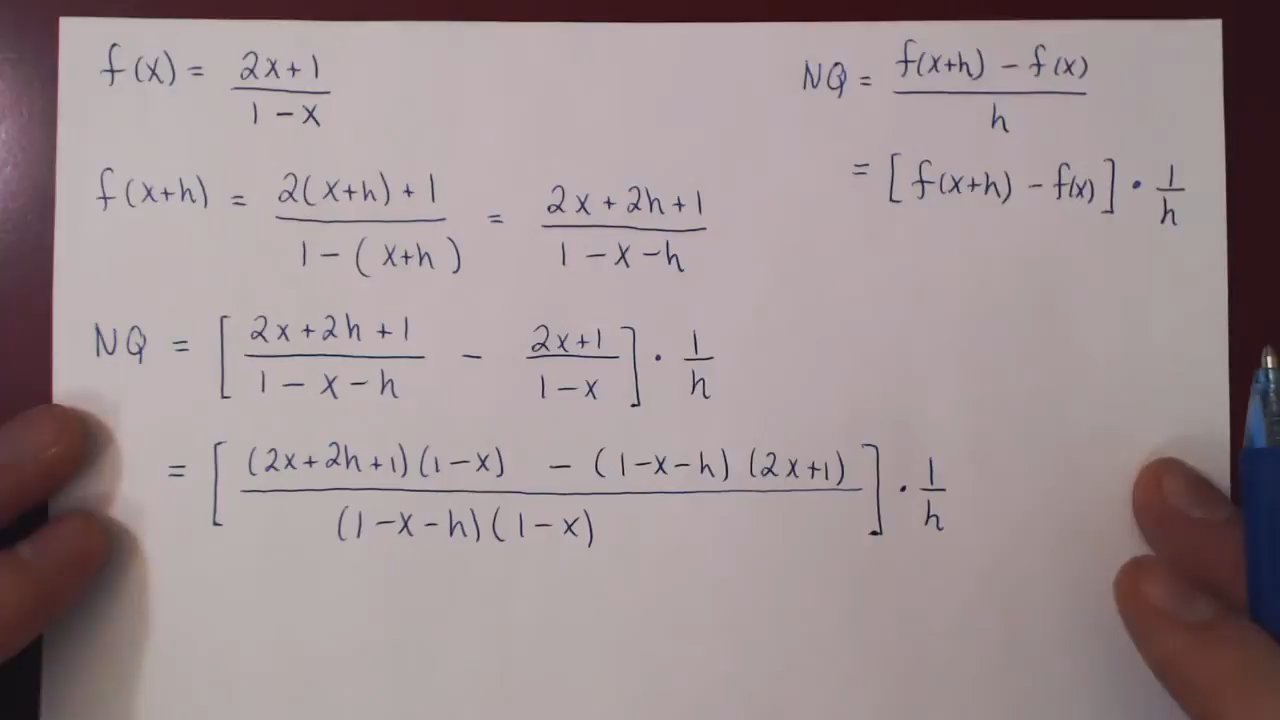 f(x) = (2x+1)/(1-x)
NQ = (f(x+h) - f(x))/h
= [f(x+h) - f(x)] · 1/h
f(x+h) = (2(x+h)+1)/(1-(x+h)) = (2x+2h+1)/(1-x-h)
NQ = [(2x+2h+1)/(1-x-h) - (2x+1)/(1-x)] · 1/h
= [((2x+2h+1)(1-x) - (1-x-h)(2x+1))/((1-x-h)(1-x))] · 1/h